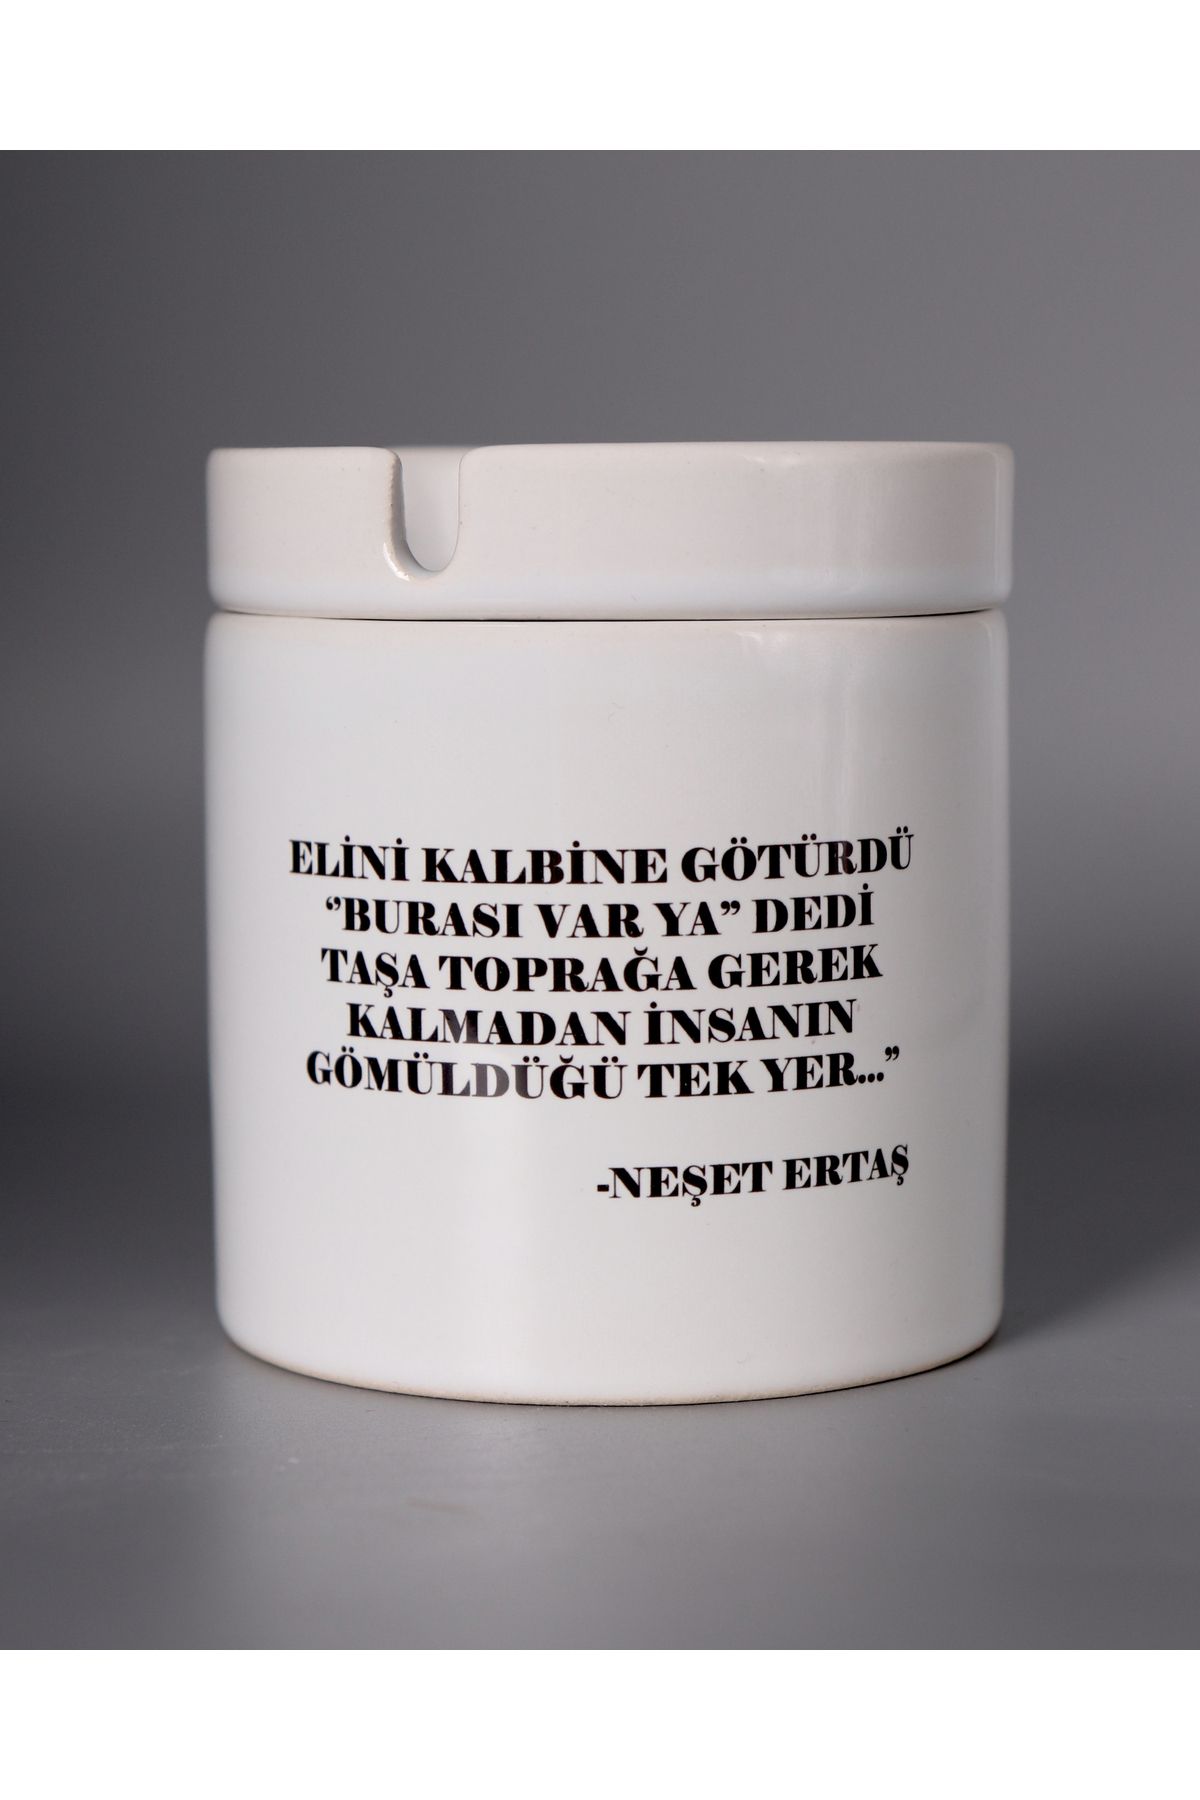 ELİNİ KALBİNE GÖTÜRDÜ
‘’BURASI VAR YA” DEDİ
TAŞA TOPRAĞA GEREK
KALMADAN İNSANIN
GÖMÜLDÜĞÜ TEK YER...”
-NEŞET ERTAŞ